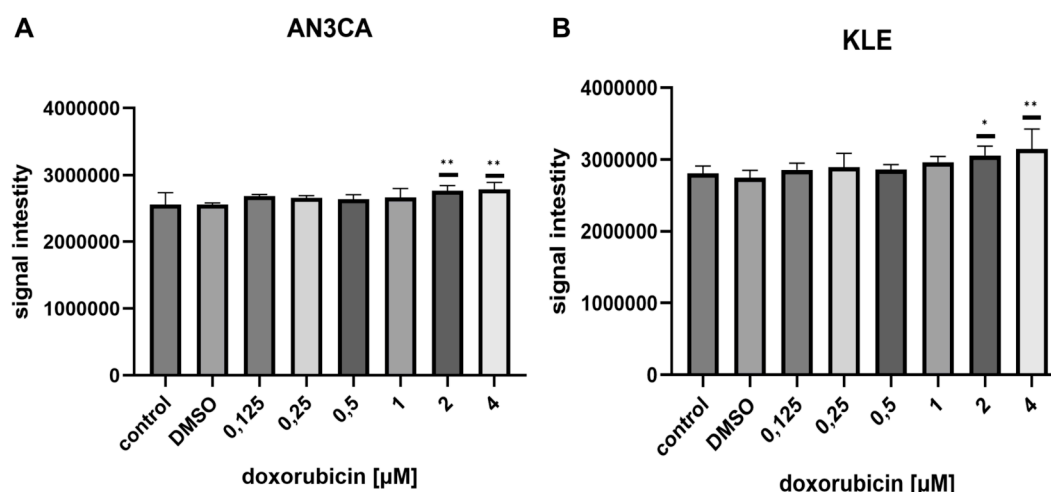 A
AN3CA
4000000
3000000
2000000
1000000
0
signal intestity
** **
control DMSO 0,125 0,25 0,5 1 2 4
doxorubicin [µM]
B
KLE
4000000
3000000
2000000
1000000
0
signal intestity
* **
control DMSO 0,125 0,25 0,5 1 2 4
doxorubicin [µM]